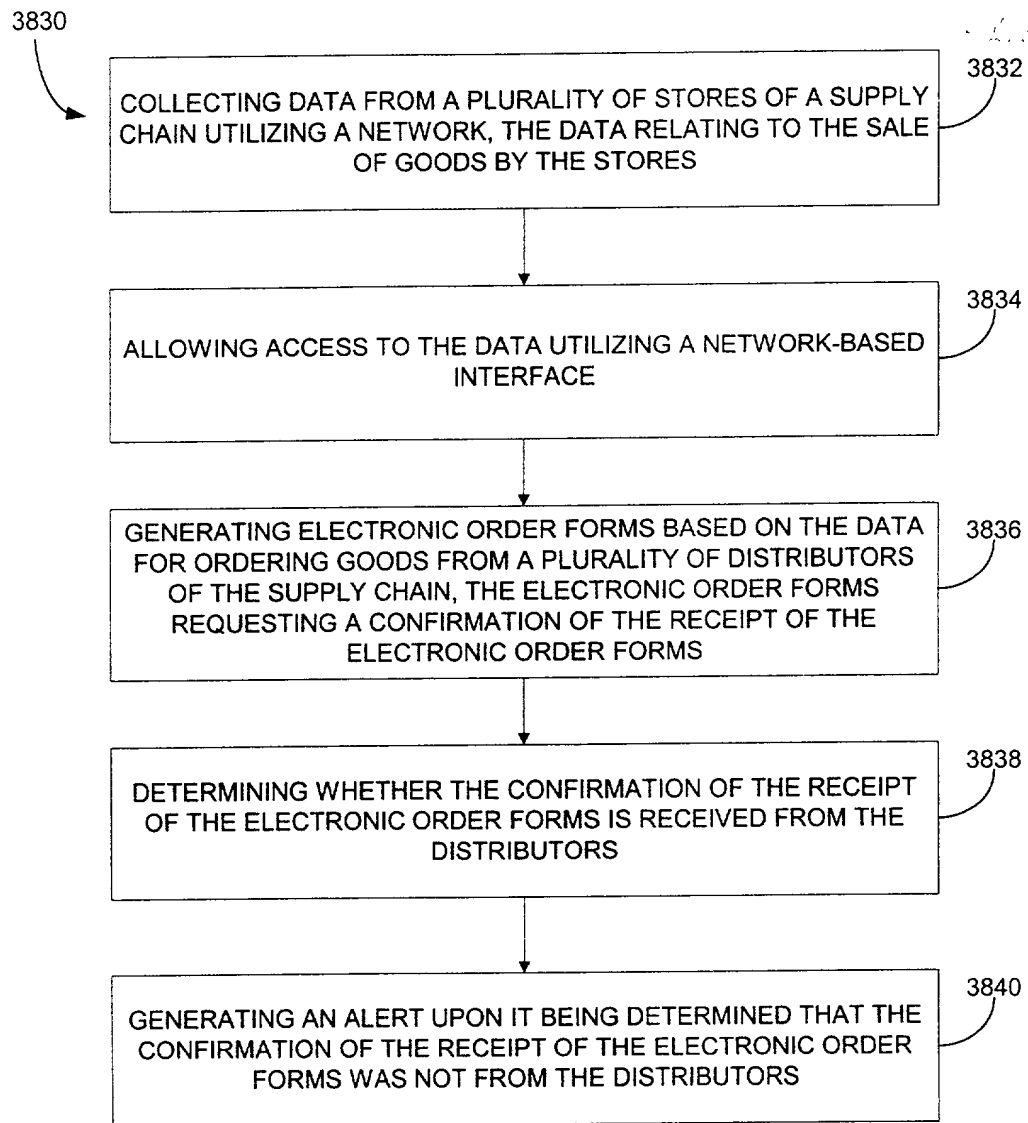 3830
3832
COLLECTING DATA FROM A PLURALITY OF STORES OF A SUPPLY
CHAIN UTILIZING A NETWORK, THE DATA RELATING TO THE SALE
OF GOODS BY THE STORES
3834
ALLOWING ACCESS TO THE DATA UTILIZING A NETWORK-BASED
INTERFACE
3836
GENERATING ELECTRONIC ORDER FORMS BASED ON THE DATA
FOR ORDERING GOODS FROM A PLURALITY OF DISTRIBUTORS
OF THE SUPPLY CHAIN, THE ELECTRONIC ORDER FORMS
REQUESTING A CONFIRMATION OF THE RECEIPT OF THE
ELECTRONIC ORDER FORMS
3838
DETERMINING WHETHER THE CONFIRMATION OF THE RECEIPT
OF THE ELECTRONIC ORDER FORMS IS RECEIVED FROM THE
DISTRIBUTORS
3840
GENERATING AN ALERT UPON IT BEING DETERMINED THAT THE
CONFIRMATION OF THE RECEIPT OF THE ELECTRONIC ORDER
FORMS WAS NOT FROM THE DISTRIBUTORS